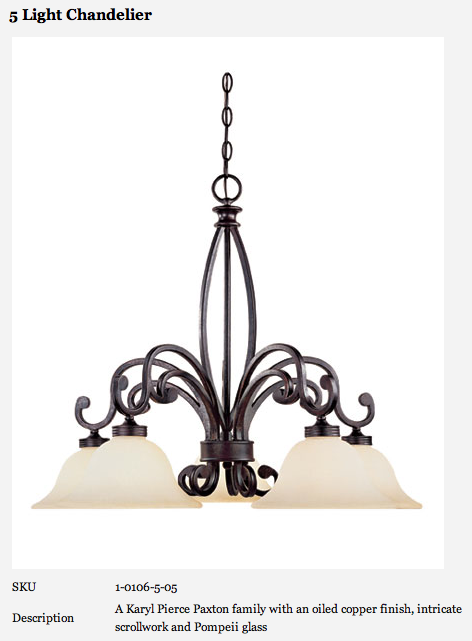 5 Light Chandelier
SKU 1-0106-5-05
Description A Karyl Pierce Paxton family with an oiled copper finish, intricate
scrollwork and Pompeii glass